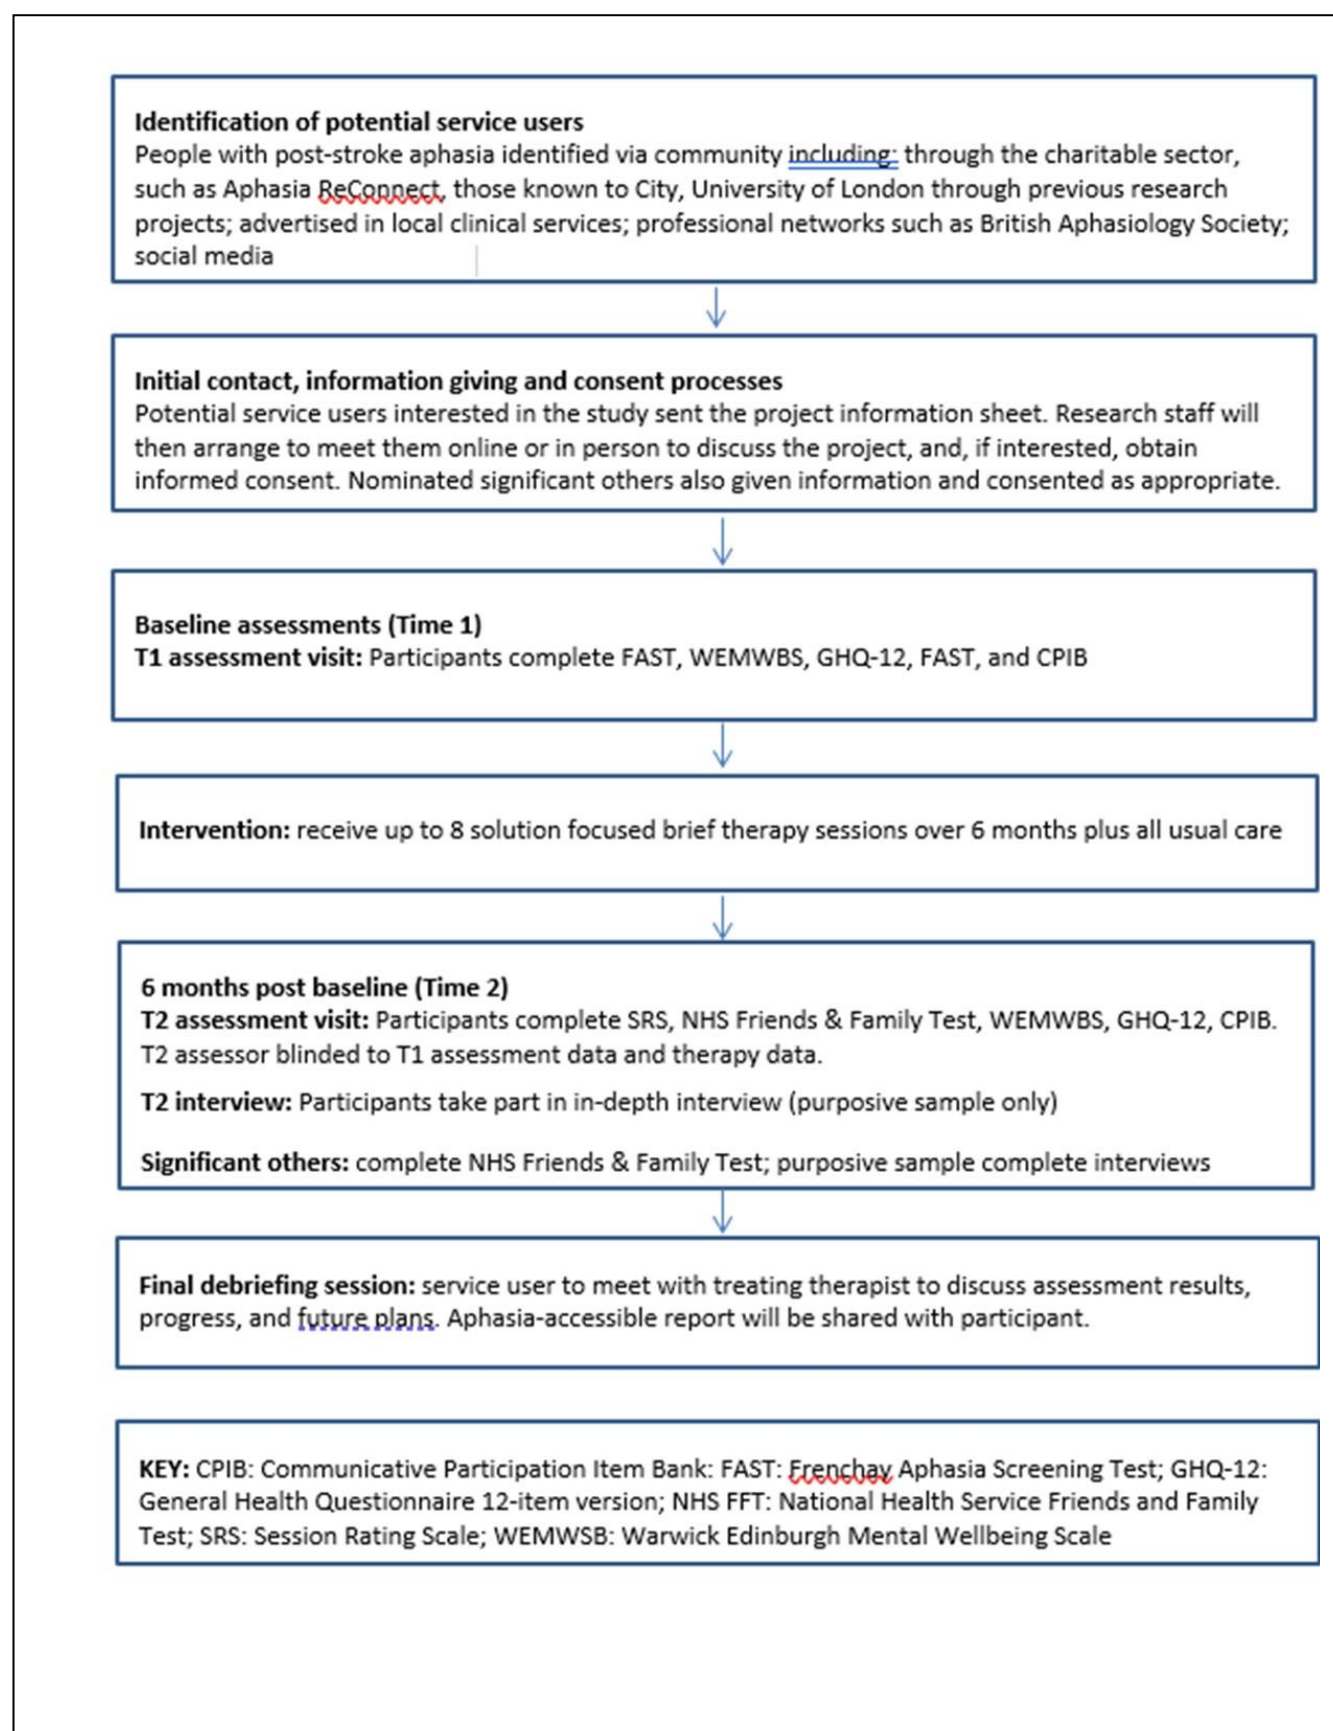 Identification of potential service users
People with post-stroke aphasia identified via community including: through the charitable sector,
such as Aphasia ReConnect, those known to City, University of London through previous research
projects; advertised in local clinical services; professional networks such as British Aphasiology Society;
social media
Initial contact, information giving and consent processes
Potential service users interested in the study sent the project information sheet. Research staff will
then arrange to meet them online or in person to discuss the project, and, if interested, obtain
informed consent. Nominated significant others also given information and consented as appropriate.
Baseline assessments (Time 1)
T1 assessment visit: Participants complete FAST, WEMWBS, GHQ-12, FAST, and CPIB
Intervention: receive up to 8 solution focused brief therapy sessions over 6 months plus all usual care
6 months post baseline (Time 2)
T2 assessment visit: Participants complete SRS, NHS Friends & Family Test, WEMWBS, GHQ-12, CPIB.
T2 assessor blinded to T1 assessment data and therapy data.
T2 interview: Participants take part in in-depth interview (purposive sample only)
Significant others: complete NHS Friends & Family Test; purposive sample complete interviews
Final debriefing session: service user to meet with treating therapist to discuss assessment results,
progress, and future plans. Aphasia-accessible report will be shared with participant.
KEY: CPIB: Communicative Participation Item Bank: FAST: Frenchay Aphasia Screening Test; GHQ-12:
General Health Questionnaire 12-item version; NHS FFT: National Health Service Friends and Family
Test; SRS: Session Rating Scale; WEMWSB: Warwick Edinburgh Mental Wellbeing Scale